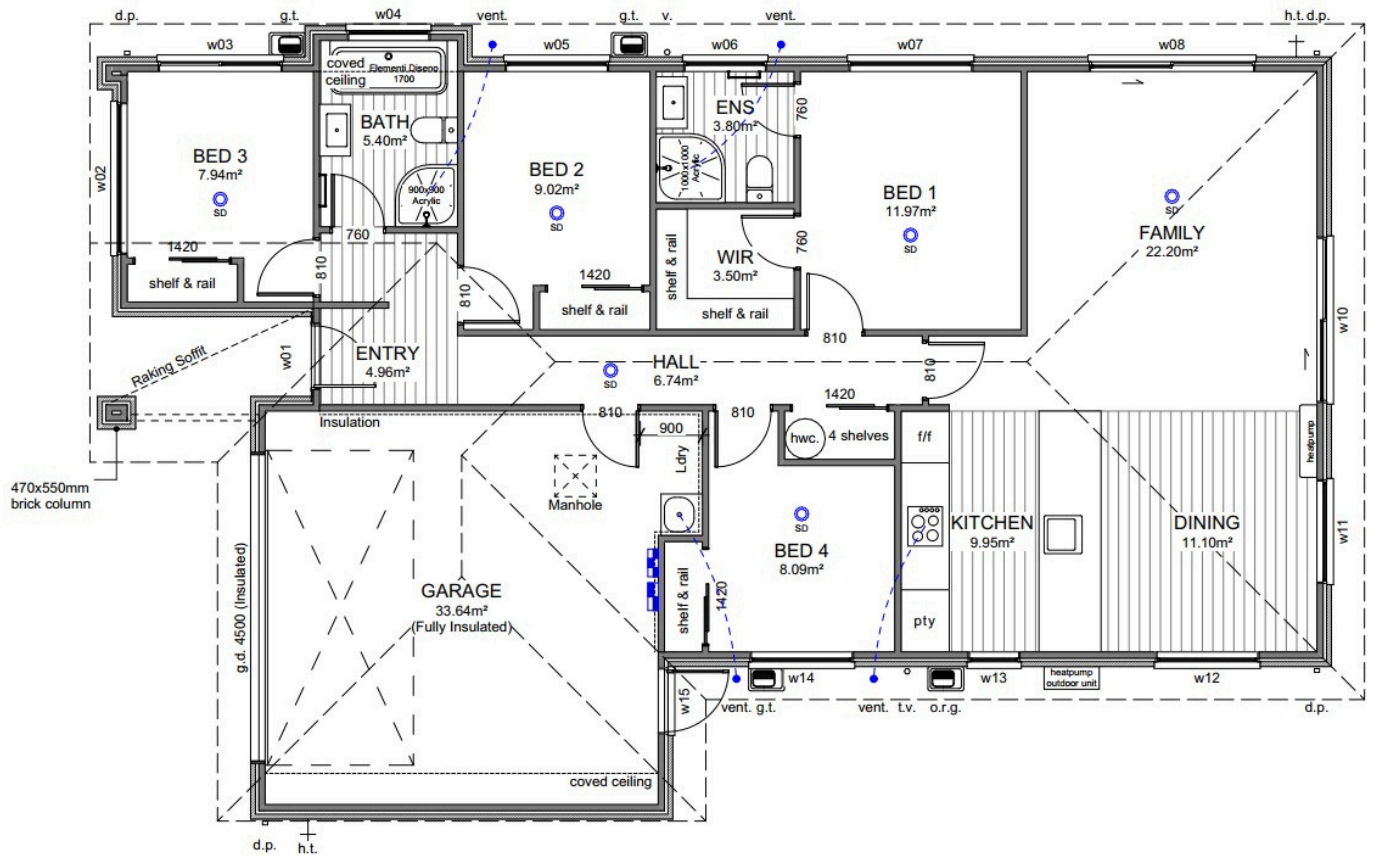 d.p.
g.t.
w04
vent.
g.t.
v.
vent.
h.t. d.p.
w03
w05
w06
w07
w08
coved
ceiling
Elementi Diseno
1700
BATH
5.40m²
900x900
Acrylic
760
ENS
3.80m²
1000x1000
Acrylic
760
BED 3
7.94m²
SD
w02
1420
shelf & rail
810
BED 2
9.02m²
SD
1420
shelf & rail
810
WIR
3.50m²
shelf & rail
shelf & rail
760
BED 1
11.97m²
SD
810
FAMILY
22.20m²
SD
w10
Raking Soffit
w01
ENTRY
4.96m²
HALL
6.74m²
SD
810
470x550mm
brick column
Insulation
810
900
Ldry
810
1420
hwc.
4 shelves
f/f
heatpump
Manhole
g.d. 4500 (Insulated)
GARAGE
33.64m²
(Fully Insulated)
coved ceiling
shelf & rail
1420
SD
BED 4
8.09m²
KITCHEN
9.95m²
pty
DINING
11.10m²
w11
w15
w14
w13
heatpump
outdoor unit
w12
vent. g.t.
vent.
t.v.
o.r.g.
d.p.
d.p.
h.t.